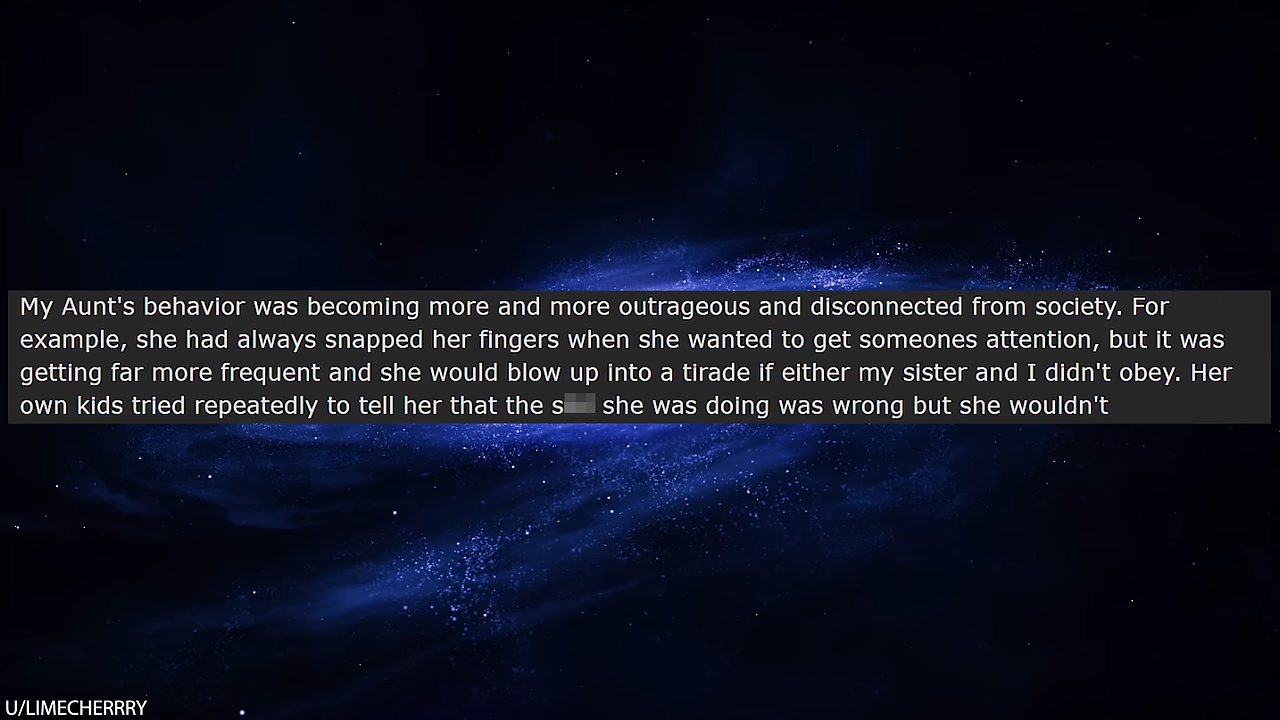 My Aunt's behavior was becoming more and more outrageous and disconnected from society. For
example, she had always snapped her fingers when she wanted to get someones attention, but it was
getting far more frequent and she would blow up into a tirade if either my sister and I didn't obey. Her
own kids tried repeatedly to tell her that the s she was doing was wrong but she wouldn't
U/LIMECHERRRY